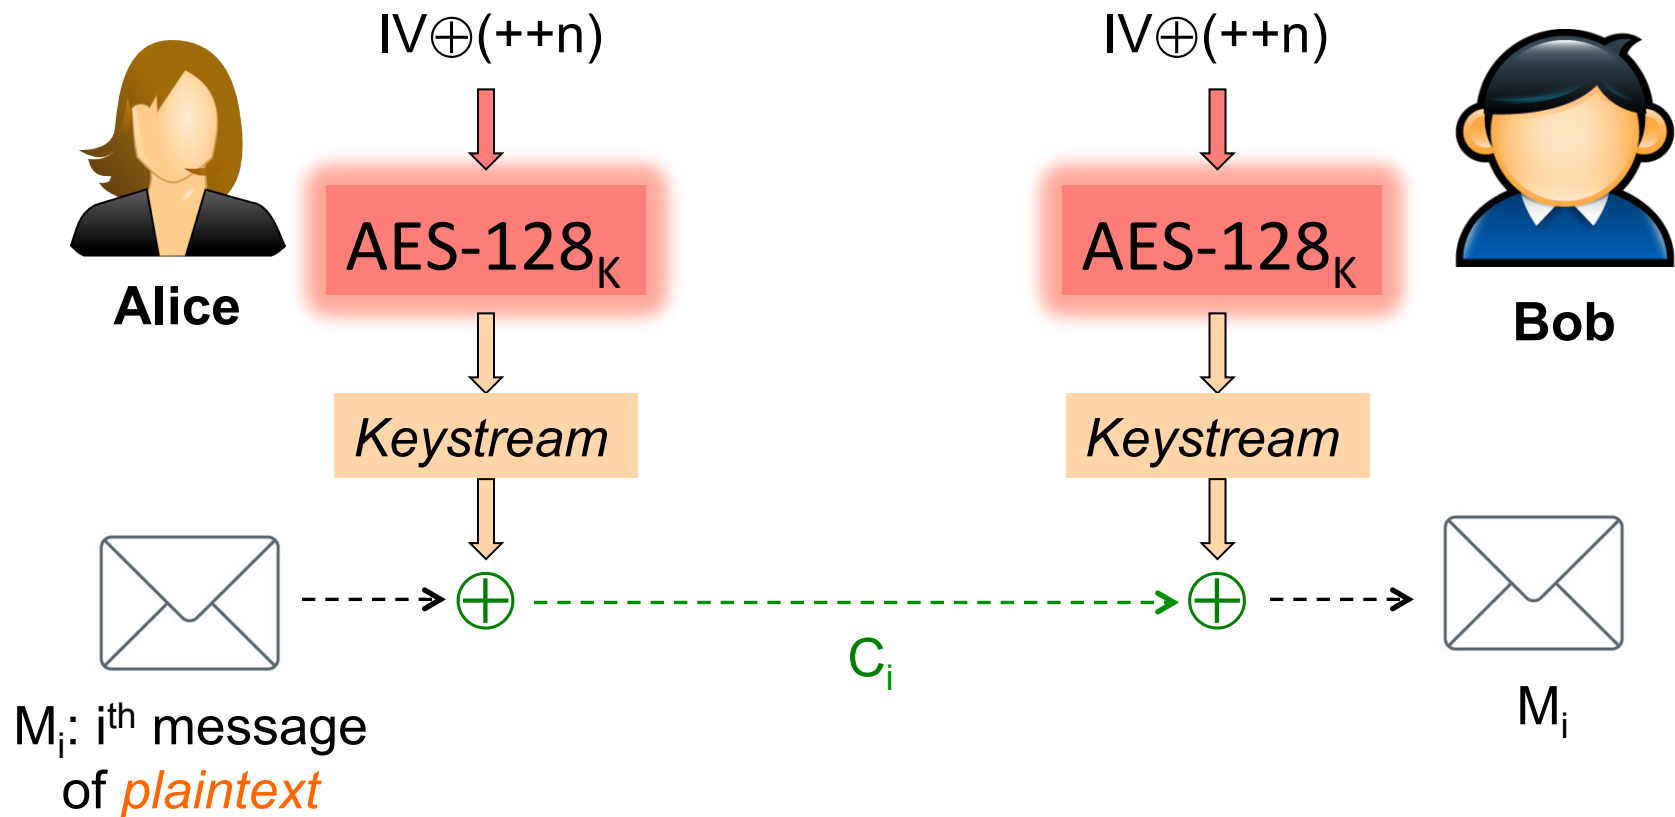 IV⊕(++n)
IV⊕(++n)
AES-128K
AES-128K
Alice
Bob
Keystream
Keystream
Ci
Mi: ith message
of plaintext
Mi